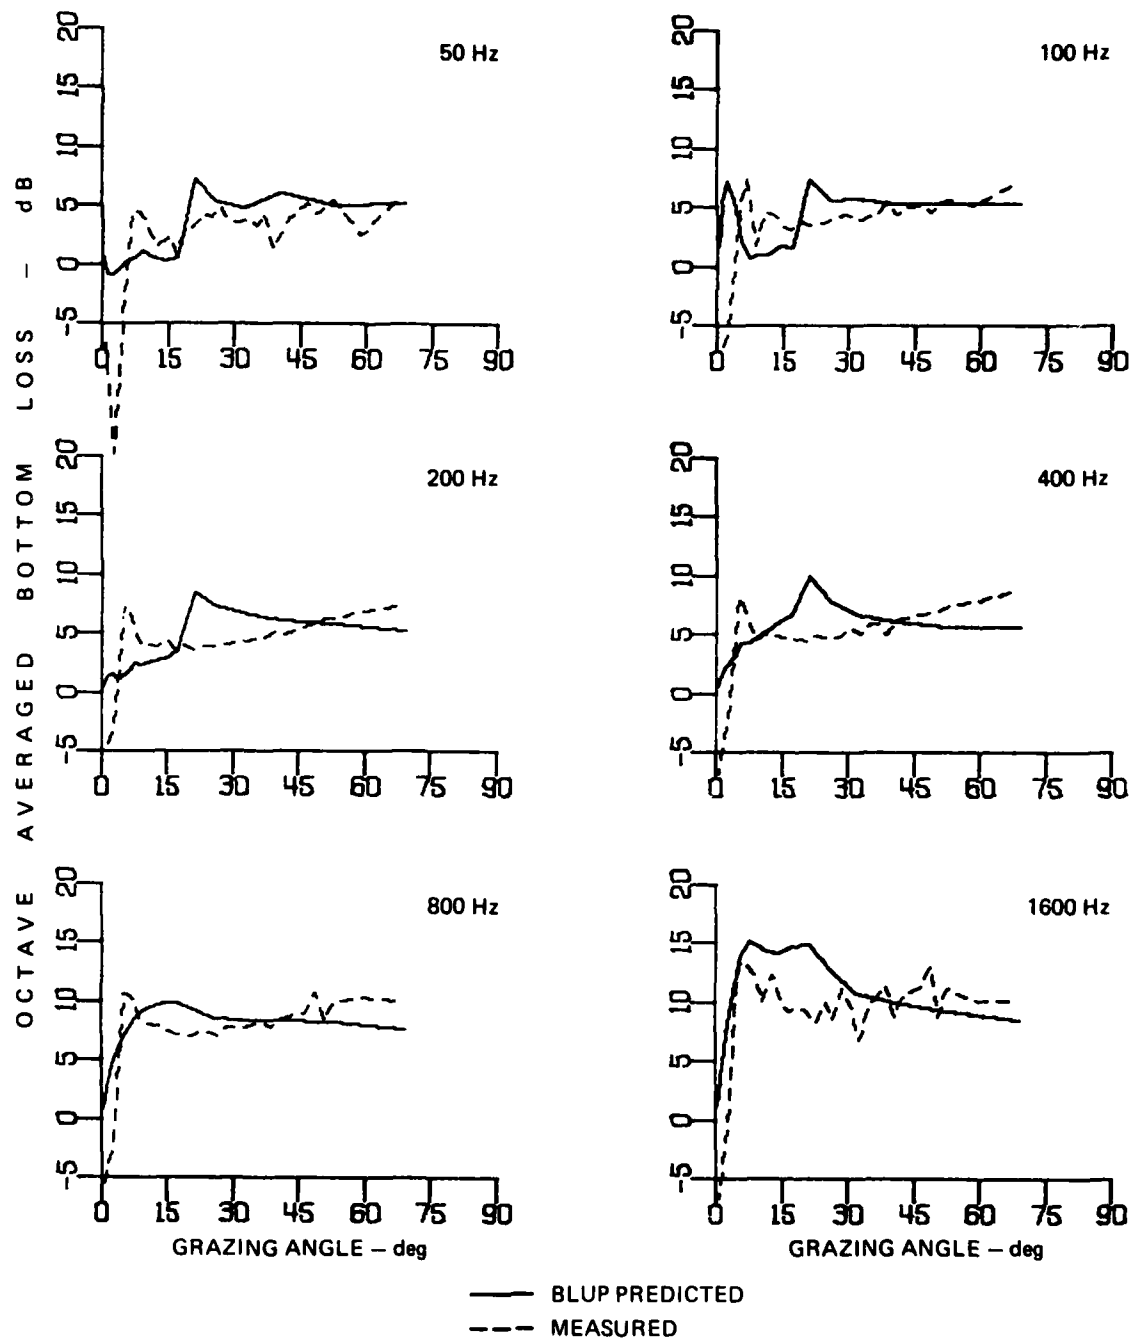 OCTAVE AVERAGED BOTTOM LOSS — dB
50 Hz
20
15
10
5
0
-5
0 15 30 45 60 75 90
100 Hz
20
15
10
5
0
-5
0 15 30 45 60 75 90
200 Hz
20
15
10
5
0
-5
0 15 30 45 60 75 90
400 Hz
20
15
10
5
0
-5
0 15 30 45 60 75 90
800 Hz
20
15
10
5
0
-5
0 15 30 45 60 75 90
GRAZING ANGLE — deg
1600 Hz
20
15
10
5
0
-5
0 15 30 45 60 75 90
GRAZING ANGLE — deg
BLUP PREDICTED
MEASURED